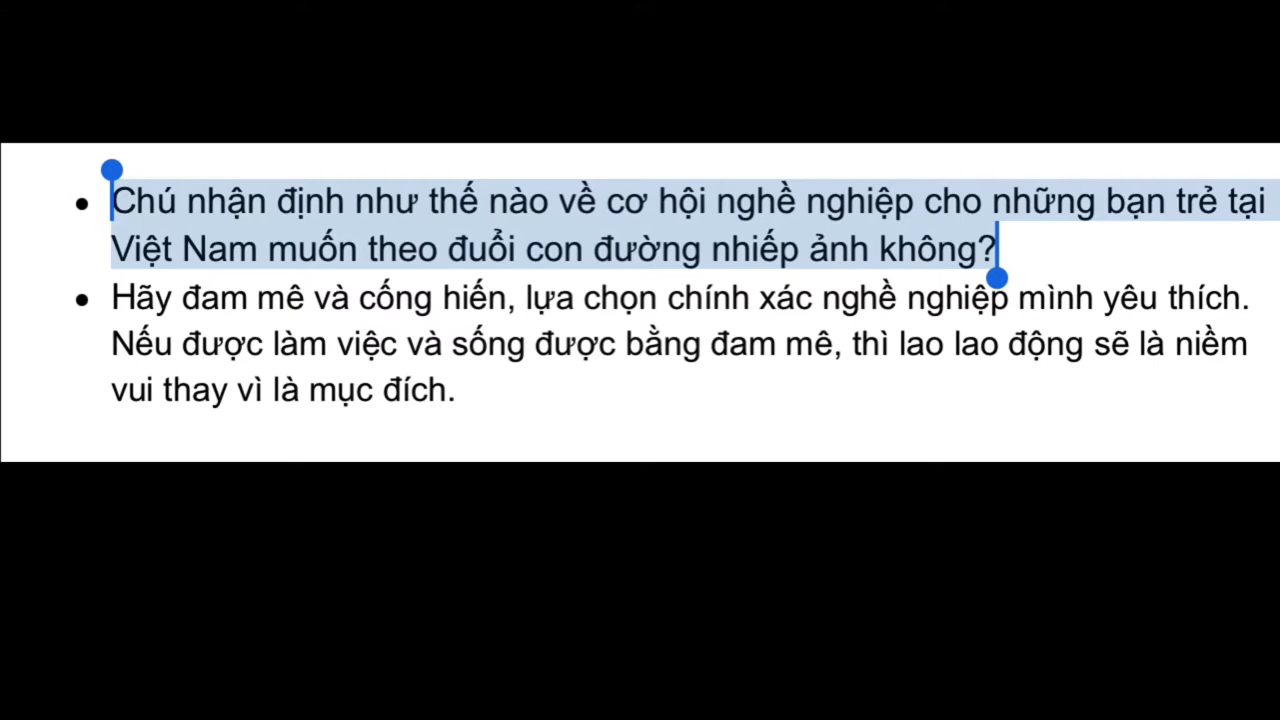 • Chú nhận định như thế nào về cơ hội nghề nghiệp cho những bạn trẻ tại
Việt Nam muốn theo đuổi con đường nhiếp ảnh không?
• Hãy đam mê và cống hiến, lựa chọn chính xác nghề nghiệp mình yêu thích.
Nếu được làm việc và sống được bằng đam mê, thì lao lao động sẽ là niềm
vui thay vì là mục đích.